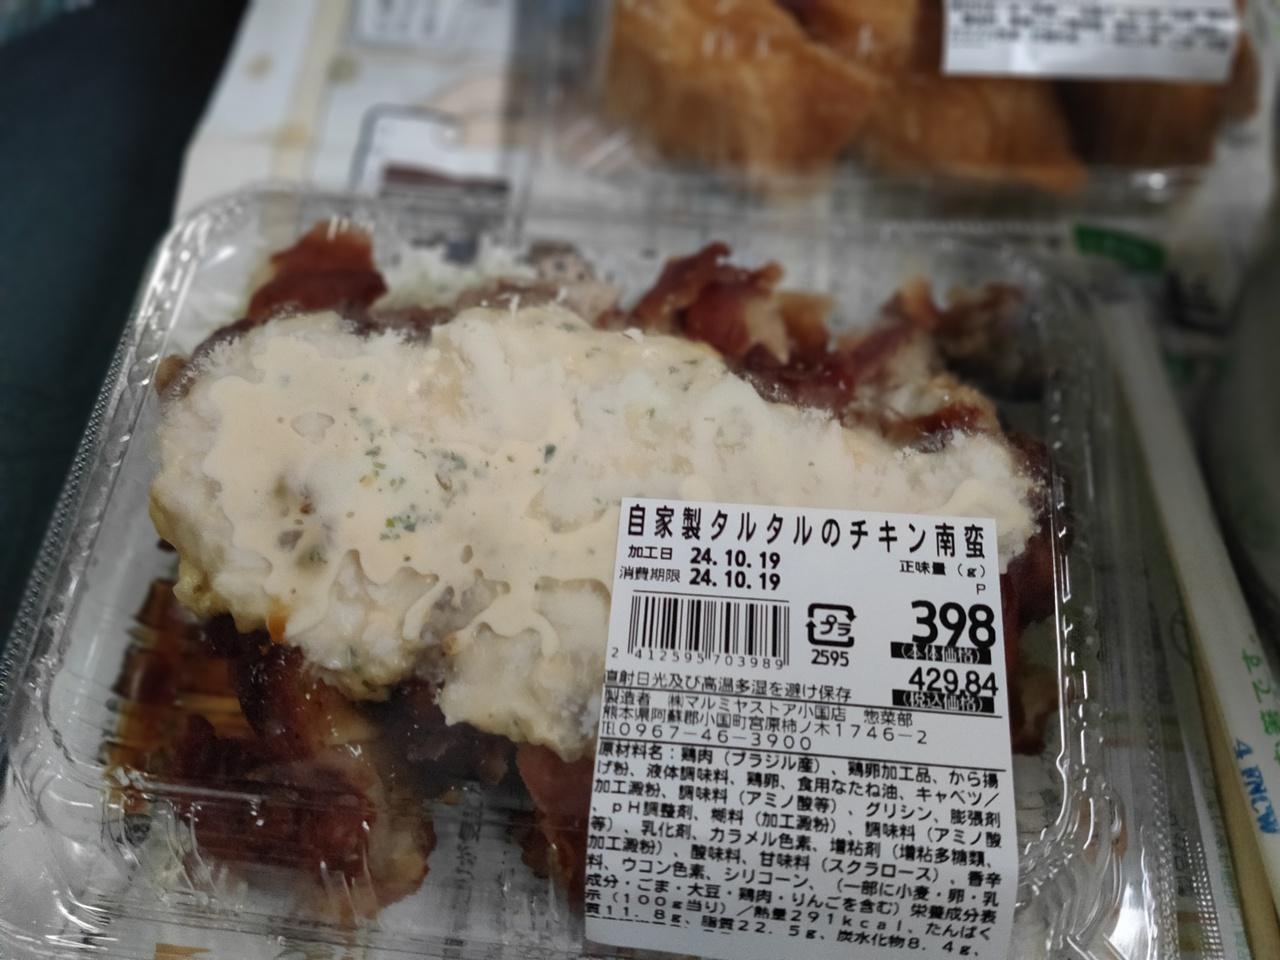 自家製タルタルのチキン南蛮
加工日 24.10.19
消費期限 24.10.19
正味量(g)
P
398
(本体価格)
2 412595 703989
プラ
2595
429.84
(税込価格)
直射日光及び高温多湿を避け保存
製造者 ㈱マルミヤストア小国店 惣菜部
熊本県阿蘇郡小国町宮原柿ノ木1746-2
℡0967-46-3900
原材料名:鶏肉(ブラジル産)、鶏卵加工品、から揚
げ粉、液体調味料、鶏卵、食用なたね油、キャベツ/
加工澱粉、調味料(アミノ酸等)、グリシン、膨張剤
、pH調整剤、糊料(加工澱粉)、調味料(アミノ酸
等)、乳化剤、カラメル色素、増粘剤(増粘多糖類、
加工澱粉)、酸味料、甘味料(スクラロース)、香辛
料、ウコン色素、シリコーン、(一部に小麦・卵・乳
成分・ごま・大豆・鶏肉・りんごを含む)栄養成分表
示(100g当り)/熱量291kcal、たんぱく
質11.8g、脂質22.5g、炭水化物8.4g、